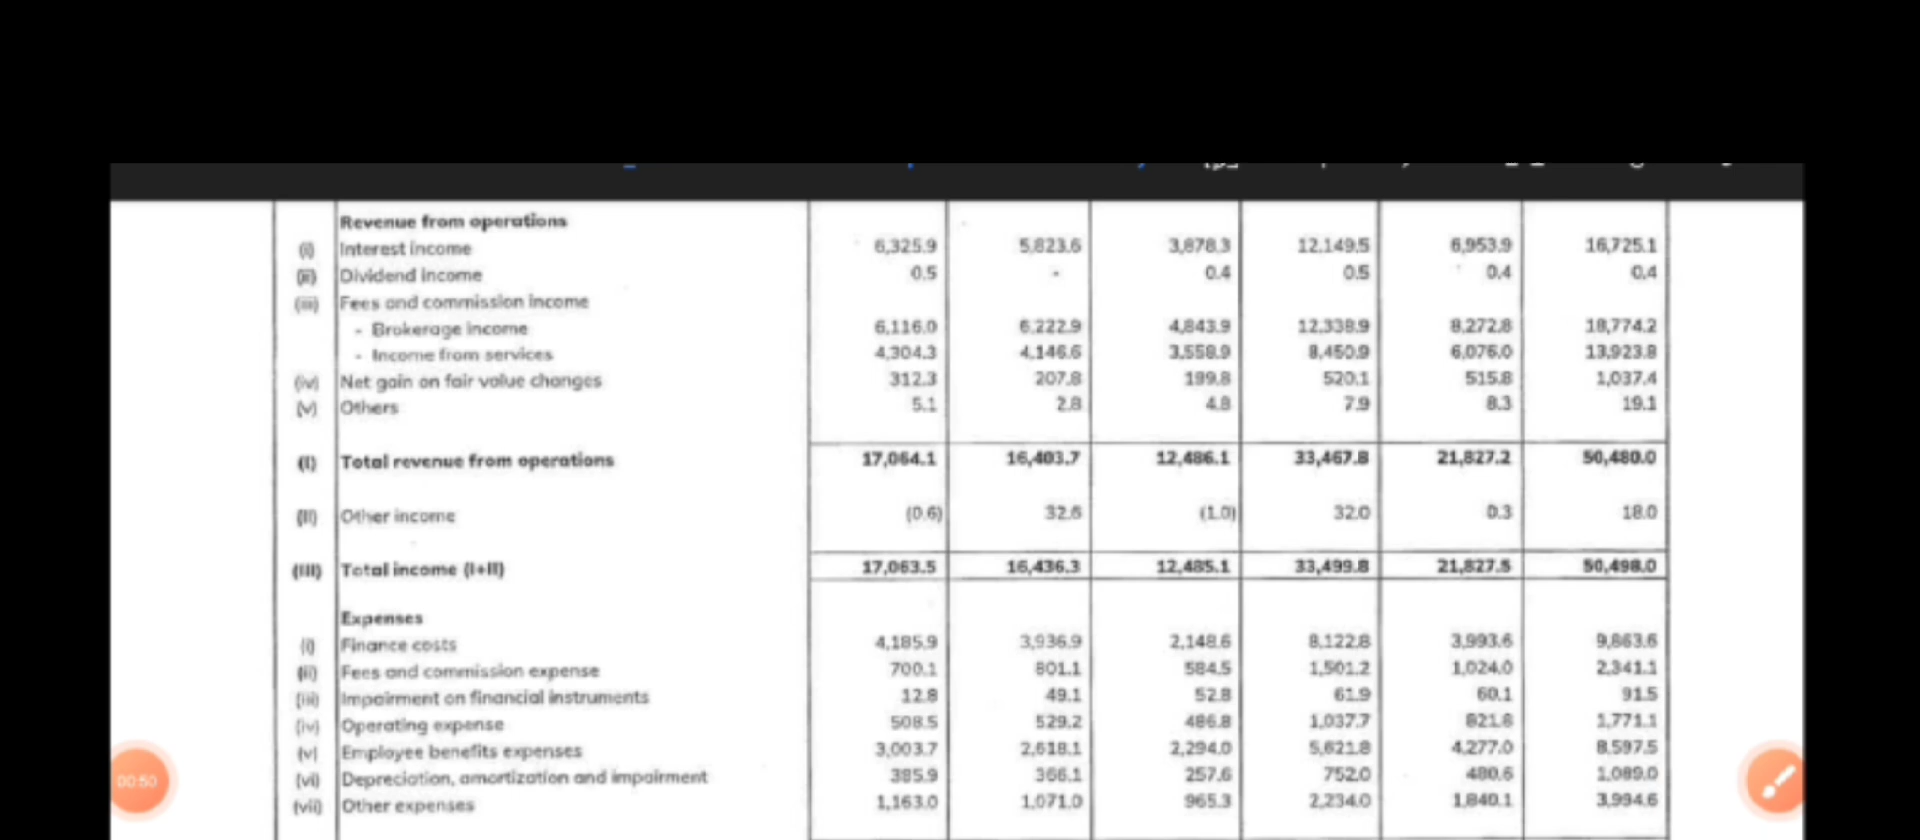 Revenue from operations
(i) Interest income 6,325.9 5,823.6 3,878.3 12,149.5 6,953.9 16,725.1
(ii) Dividend income 0.5 - 0.4 0.5 0.4 0.4
(iii) Fees and commission income
- Brokerage income 6,116.0 6,222.9 4,843.9 12,338.9 8,272.8 18,774.2
- Income from services 4,304.3 4,146.6 3,558.9 8,450.9 6,076.0 13,923.8
(iv) Net gain on fair value changes 312.3 207.8 199.8 520.1 515.8 1,037.4
(v) Others 5.1 2.8 4.8 7.9 8.3 19.1
(I) Total revenue from operations 17,064.1 16,403.7 12,486.1 33,467.8 21,827.2 50,480.0
(II) Other income (0.6) 32.6 (1.0) 32.0 0.3 18.0
(III) Total income (I+II) 17,063.5 16,436.3 12,485.1 33,499.8 21,827.5 50,498.0
Expenses
(i) Finance costs 4,185.9 3,936.9 2,148.6 8,122.8 3,993.6 9,863.6
(ii) Fees and commission expense 700.1 801.1 584.5 1,501.2 1,024.0 2,341.1
(iii) Impairment on financial instruments 12.8 49.1 52.8 61.9 60.1 91.5
(iv) Operating expense 508.5 529.2 486.8 1,037.7 821.6 1,771.1
(v) Employee benefits expenses 3,003.7 2,618.1 2,294.0 5,621.8 4,277.0 8,597.5
(vi) Depreciation, amortization and impairment 385.9 366.1 257.6 752.0 480.6 1,089.0
(vii) Other expenses 1,163.0 1,071.0 965.3 2,234.0 1,840.1 3,994.6
00:50